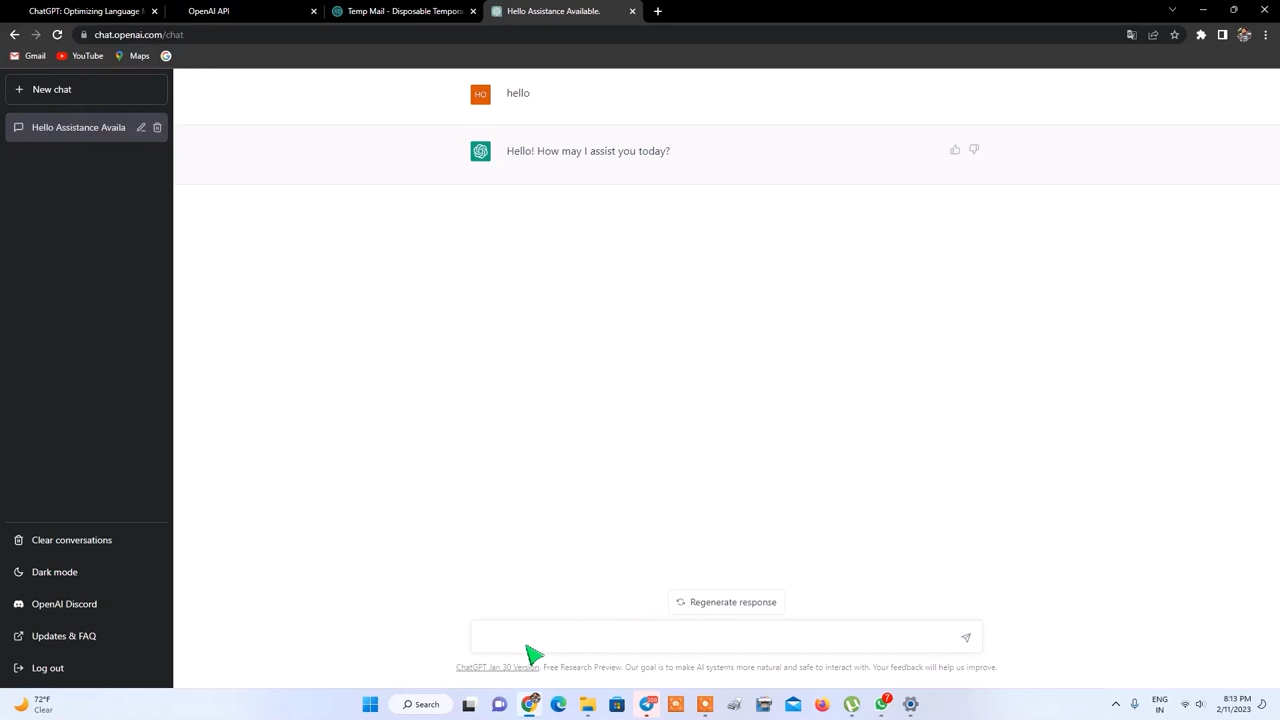 ChatGPT: Optimizing Language
OpenAI API
Temp Mail - Disposable Tempora
Hello Assistance Available.
chat.openai.com/chat
Gmail
YouTube
Maps
New chat
Hello Assistance Availa
HO
hello
Hello! How may I assist you today?
Clear conversations
Dark mode
OpenAI Discord
Updates & FAQ
Log out
Regenerate response
ChatGPT Jan 30 Version. Free Research Preview. Our goal is to make AI systems more natural and safe to interact with. Your feedback will help us improve.
72°F
Clear
Search
7
ENG
IN
8:13 PM
2/11/2023